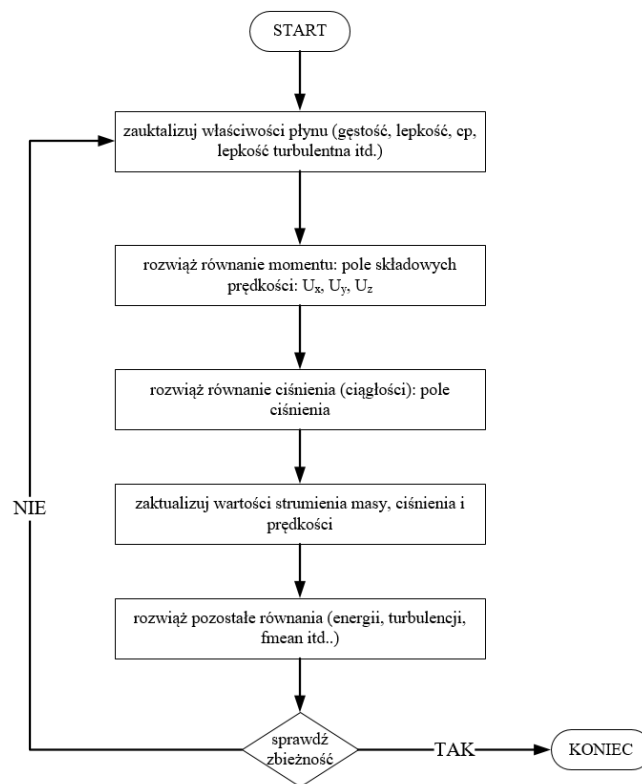 START
zauktalizuj właściwości płynu (gęstość, lepkość, cp,
lepkość turbulentna itd.)
rozwiąż równanie momentu: pole składowych
prędkości: Uₓ, Uᵧ, U_z
rozwiąż równanie ciśnienia (ciągłości): pole
ciśnienia
zaktualizuj wartości strumienia masy, ciśnienia i
prędkości
rozwiąż pozostałe równania (energii, turbulencji,
fmean itd..)
sprawdź
zbieżność
NIE
TAK
KONIEC